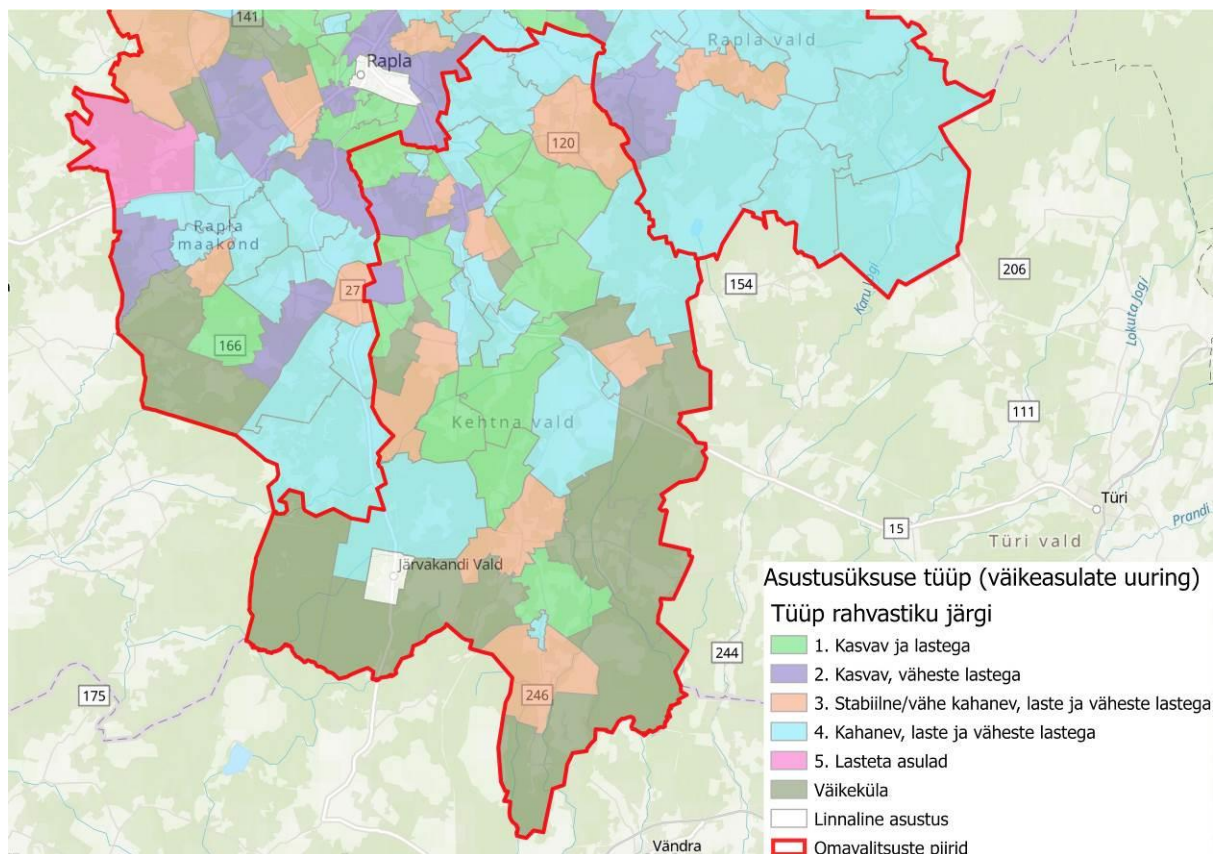 141
Rapla
Rapla vald
120
Rapla
maakond
27
166
154
206
Käru jõgi
Lokuta jõgi
111
Kehtna vald
Türi
15
Prandi
Türi vald
Järvakandi Vald
244
175
246
Vändra
Asustusüksuse tüüp (väikeasulate uuring)
Tüüp rahvastiku järgi
1. Kasvav ja lastega
2. Kasvav, väheste lastega
3. Stabiilne/vähe kahanev, laste ja väheste lastega
4. Kahanev, laste ja väheste lastega
5. Lasteta asulad
Väikeküla
Linnaline asustus
Omavalitsuste piirid